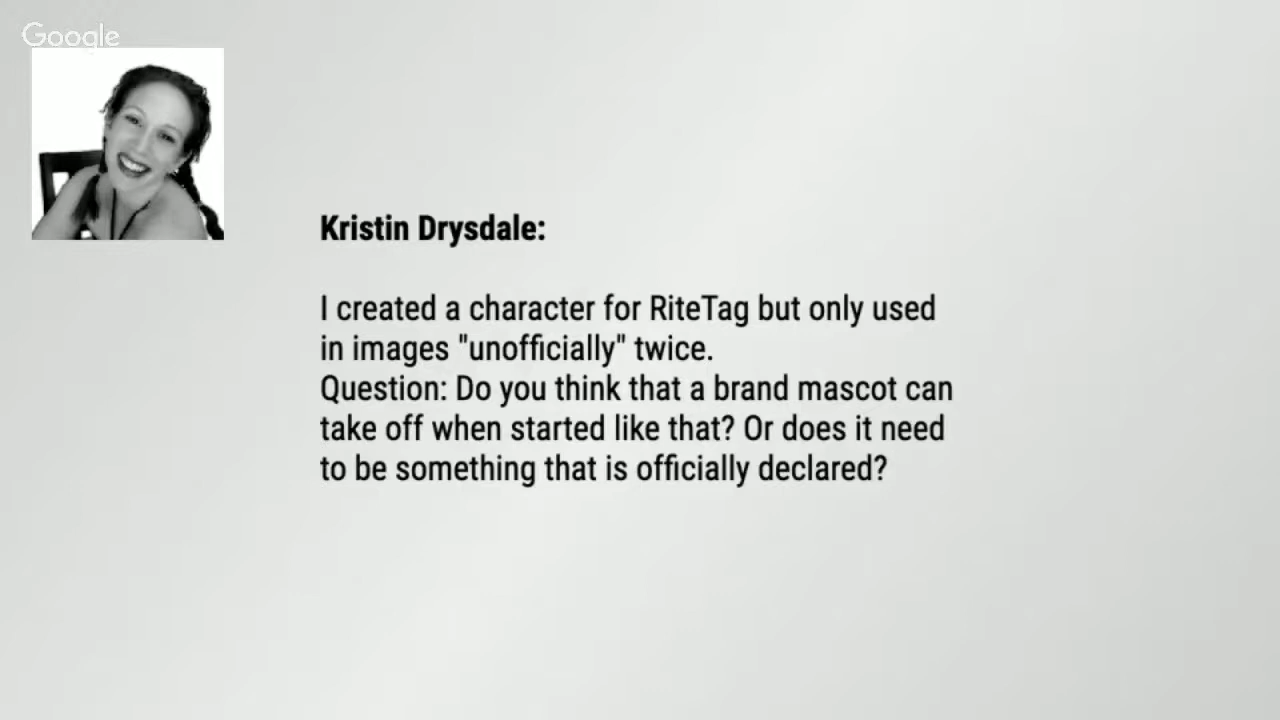 Google
Kristin Drysdale:
I created a character for RiteTag but only used
in images "unofficially" twice.
Question: Do you think that a brand mascot can
take off when started like that? Or does it need
to be something that is officially declared?